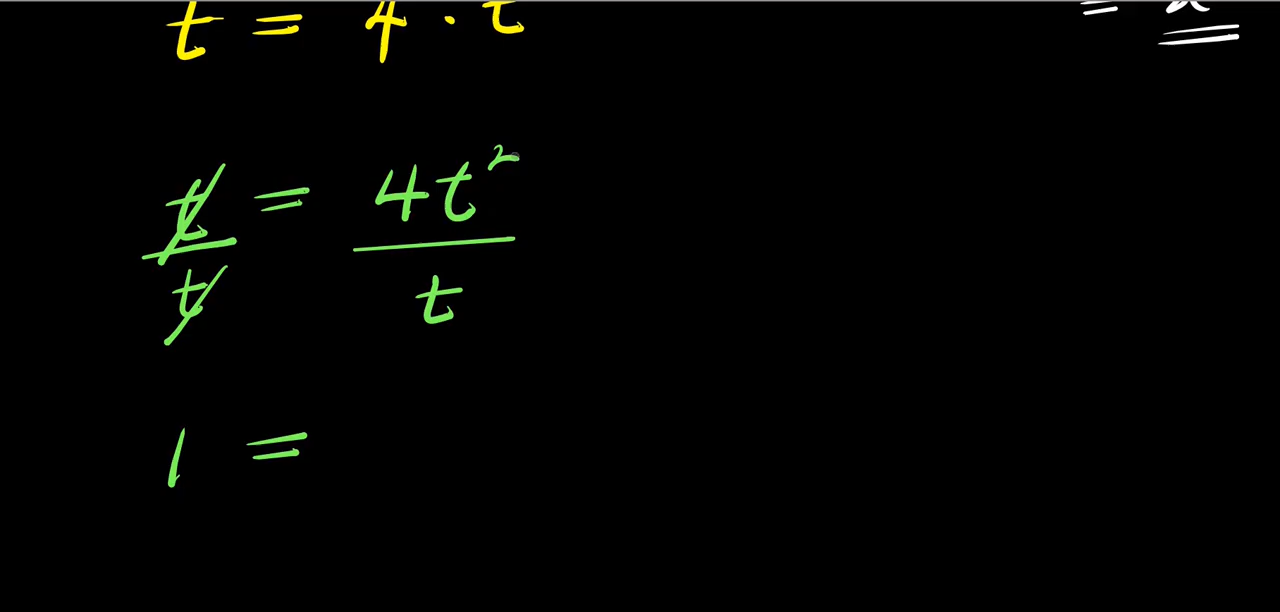 t = 4 · t
= x
t/t = 4t²/t
1 =